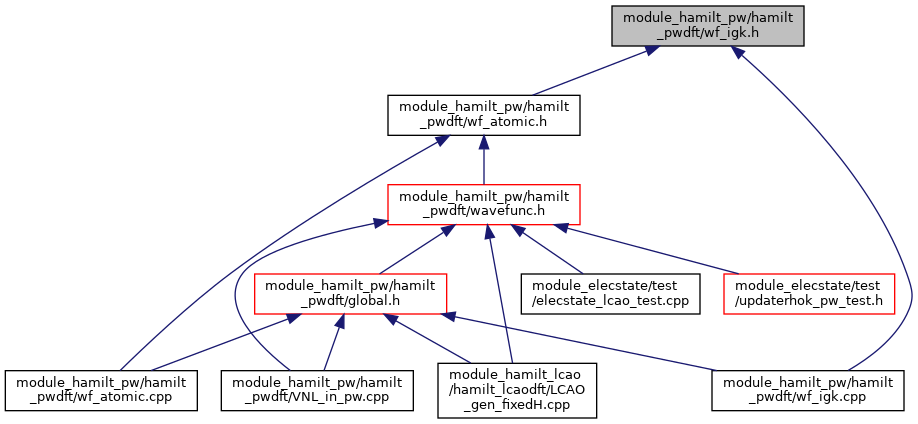 module_hamilt_pw/hamilt
_pwdft/wf_igk.h
module_hamilt_pw/hamilt
_pwdft/wf_atomic.h
module_hamilt_pw/hamilt
_pwdft/wavefunc.h
module_hamilt_pw/hamilt
_pwdft/global.h
module_elecstate/test
/elecstate_lcao_test.cpp
module_elecstate/test
/updaterhok_pw_test.h
module_hamilt_pw/hamilt
_pwdft/wf_atomic.cpp
module_hamilt_pw/hamilt
_pwdft/VNL_in_pw.cpp
module_hamilt_lcao
/hamilt_lcaodft/LCAO
_gen_fixedH.cpp
module_hamilt_pw/hamilt
_pwdft/wf_igk.cpp